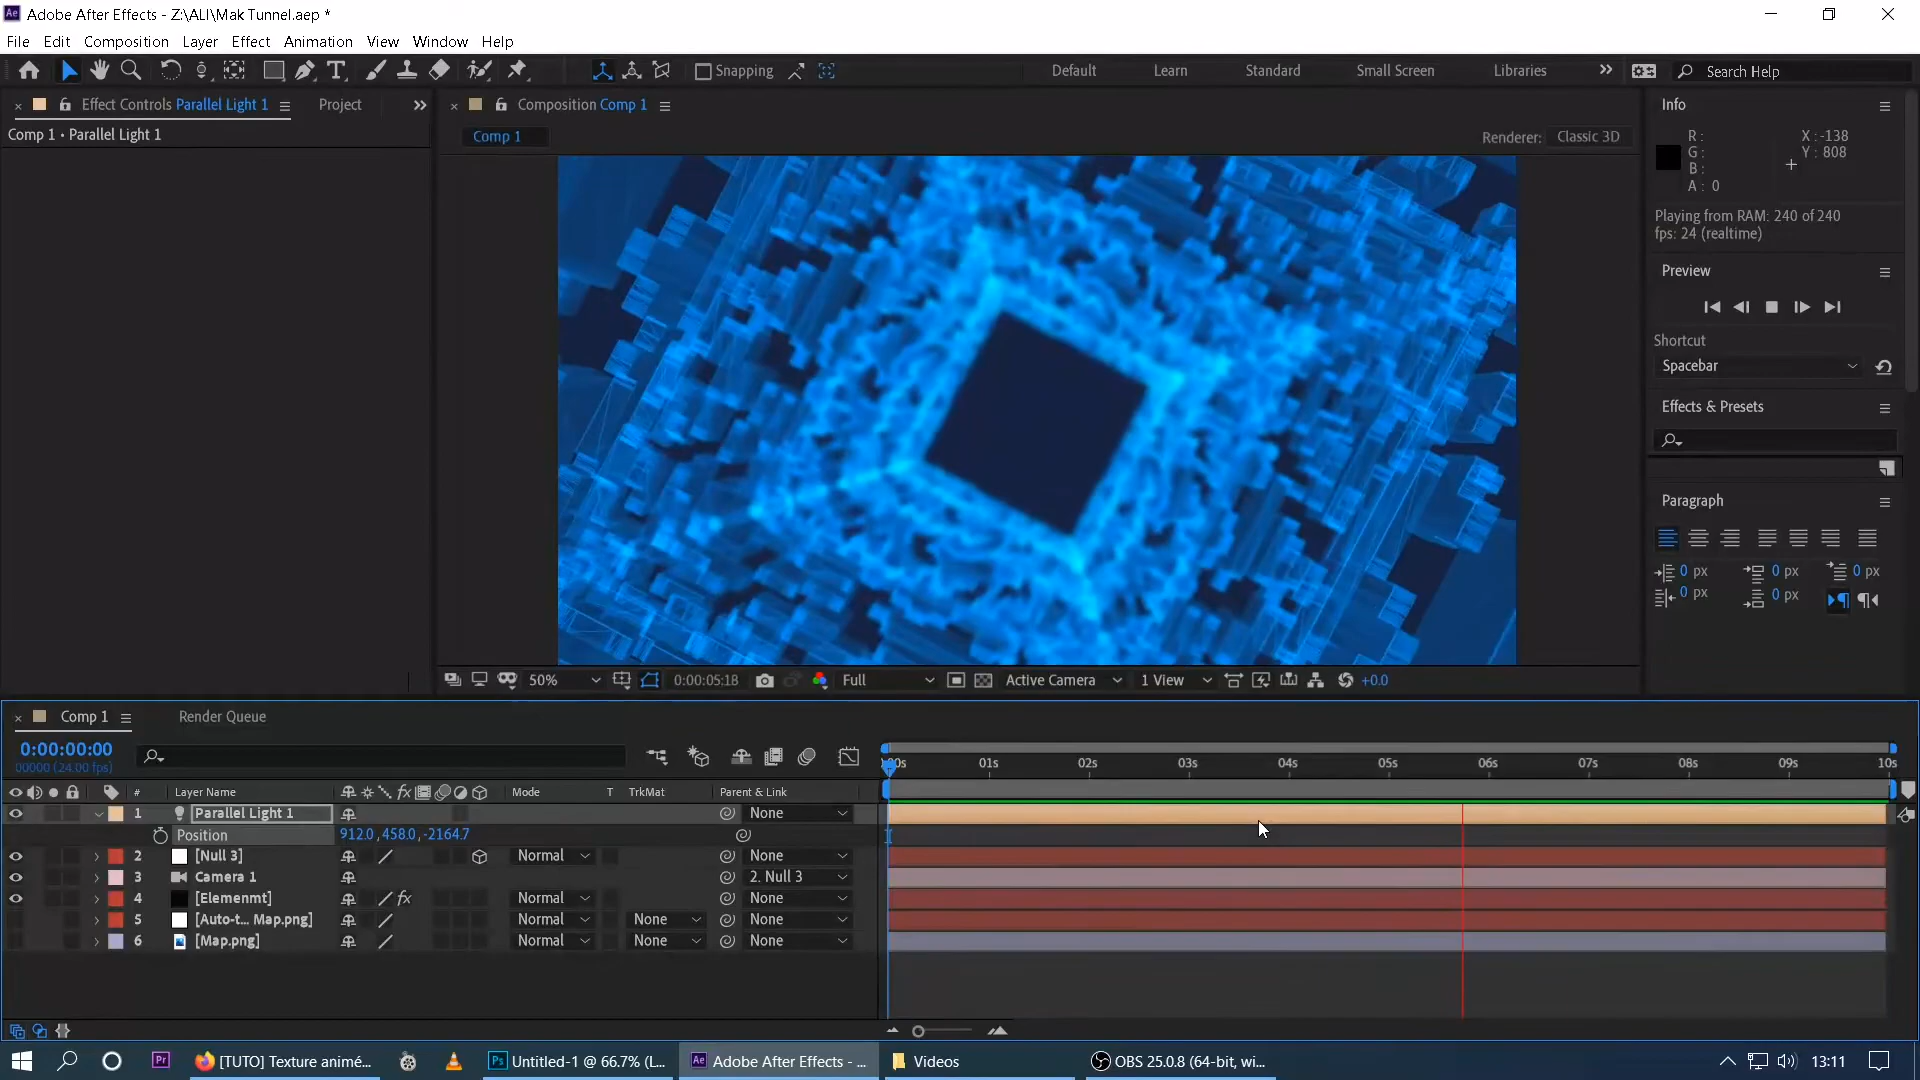 Adobe After Effects - Z:\ALI\Mak Tunnel.aep *
File Edit Composition Layer Effect Animation View Window Help
Snapping Default Learn Standard Small Screen Libraries Search Help
Effect Controls Parallel Light 1 Project
Comp 1 • Parallel Light 1
Composition Comp 1
Comp 1
Renderer: Classic 3D
Info
R: X : -138
G: Y : 808
B:
A: 0
Playing from RAM: 240 of 240
fps: 24 (realtime)
Preview
Shortcut
Spacebar
Effects & Presets
Paragraph
0 px 0 px 0 px
0 px 0 px
50% 0:00:05:18 Full Active Camera 1 View +0.0
Comp 1 Render Queue
0:00:00:00
00000 (24.00 fps)
:00s 01s 02s 03s 04s 05s 06s 07s 08s 09s 10s
# Layer Name Mode T TrkMat Parent & Link
1 Parallel Light 1 None
Position 912.0, 458.0, -2164.7
2 [Null 3] Normal None
3 Camera 1 2. Null 3
4 [Elemenmt] fx Normal None
5 [Auto-t... Map.png] Normal None None
6 [Map.png] Normal None None
[TUTO] Texture animé... Untitled-1 @ 66.7% (L... Adobe After Effects - ... Videos OBS 25.0.8 (64-bit, wi... 13:11